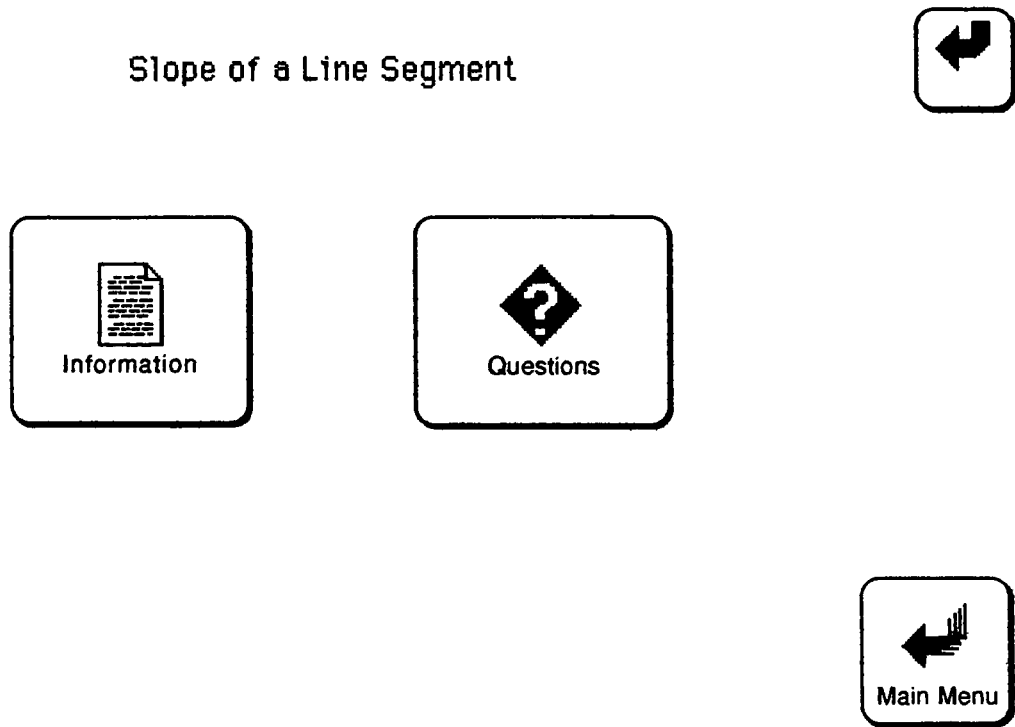 Slope of a Line Segment
Information
?
Questions
Main Menu